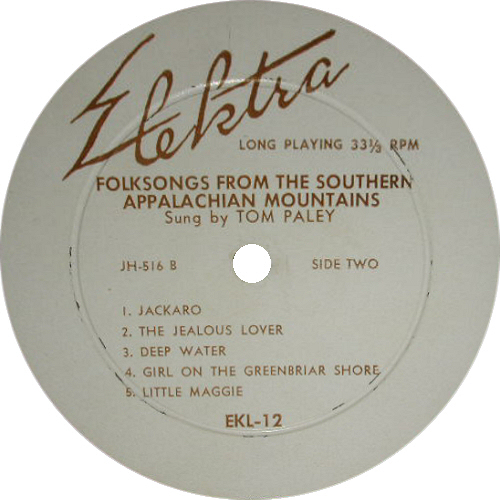 Elektra
LONG PLAYING 33⅓ RPM
FOLKSONGS FROM THE SOUTHERN
APPALACHIAN MOUNTAINS
Sung by TOM PALEY
JH-516 B SIDE TWO
1. JACKARO
2. THE JEALOUS LOVER
3. DEEP WATER
4. GIRL ON THE GREENBRIAR SHORE
5. LITTLE MAGGIE
EKL-12